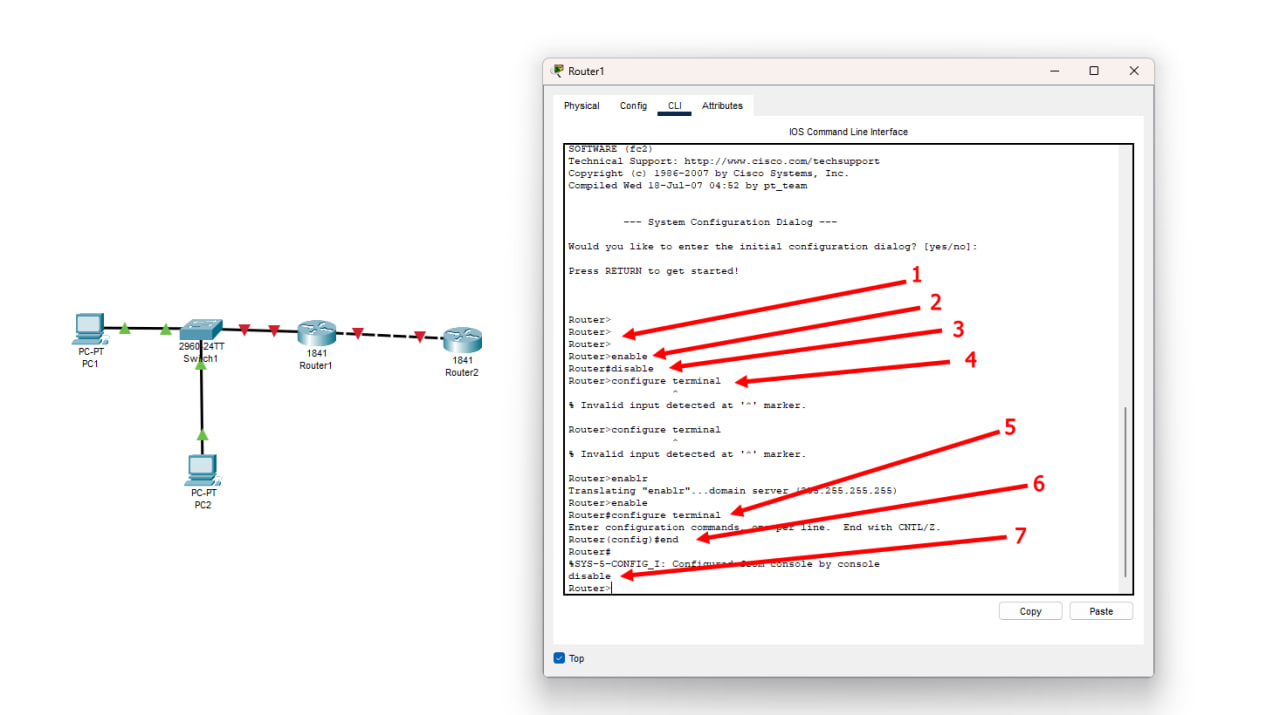 Router1
Physical Config CLI Attributes
IOS Command Line Interface
SOFTWARE (fc2)
Technical Support: http://www.cisco.com/techsupport
Copyright (c) 1986-2007 by Cisco Systems, Inc.
Compiled Wed 18-Jul-07 04:52 by pt_team
--- System Configuration Dialog ---
Would you like to enter the initial configuration dialog? [yes/no]:
Press RETURN to get started!
1
2
3
4
5
6
7
Router>
Router>
Router>
Router>enable
Router#disable
Router>configure terminal
^
% Invalid input detected at '^' marker.
Router>configure terminal
^
% Invalid input detected at '^' marker.
Router>enablr
Translating "enablr"...domain server (255.255.255.255)
Router>enable
Router#configure terminal
Enter configuration commands, one per line. End with CNTL/Z.
Router(config)#end
Router#
%SYS-5-CONFIG_I: Configured from console by console
disable
Router>
Copy Paste
Top
PC-PT
PC1
2960-24TT
Switch1
1841
Router1
1841
Router2
PC-PT
PC2